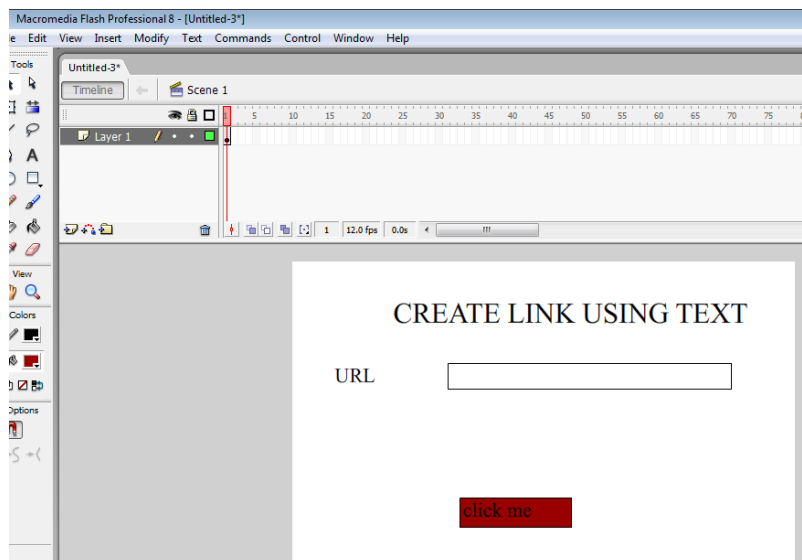 Macromedia Flash Professional 8 - [Untitled-3*]
e Edit View Insert Modify Text Commands Control Window Help
Tools
Untitled-3*
Timeline Scene 1
1 5 10 15 20 25 30 35 40 45 50 55 60 65 70 75
Layer 1
1 12.0 fps 0.0s
View
Colors
Options
CREATE LINK USING TEXT
URL
click me